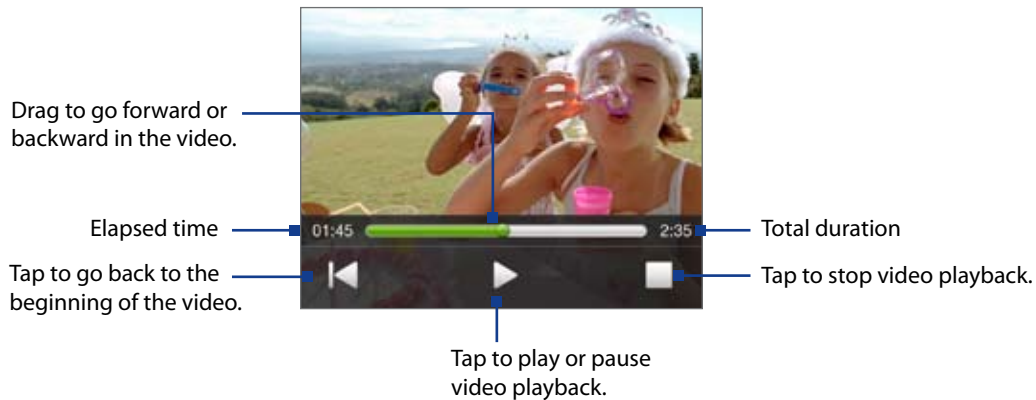 Drag to go forward or
backward in the video.
Elapsed time
01:45
2:35
Total duration
Tap to go back to the
beginning of the video.
Tap to stop video playback.
Tap to play or pause
video playback.